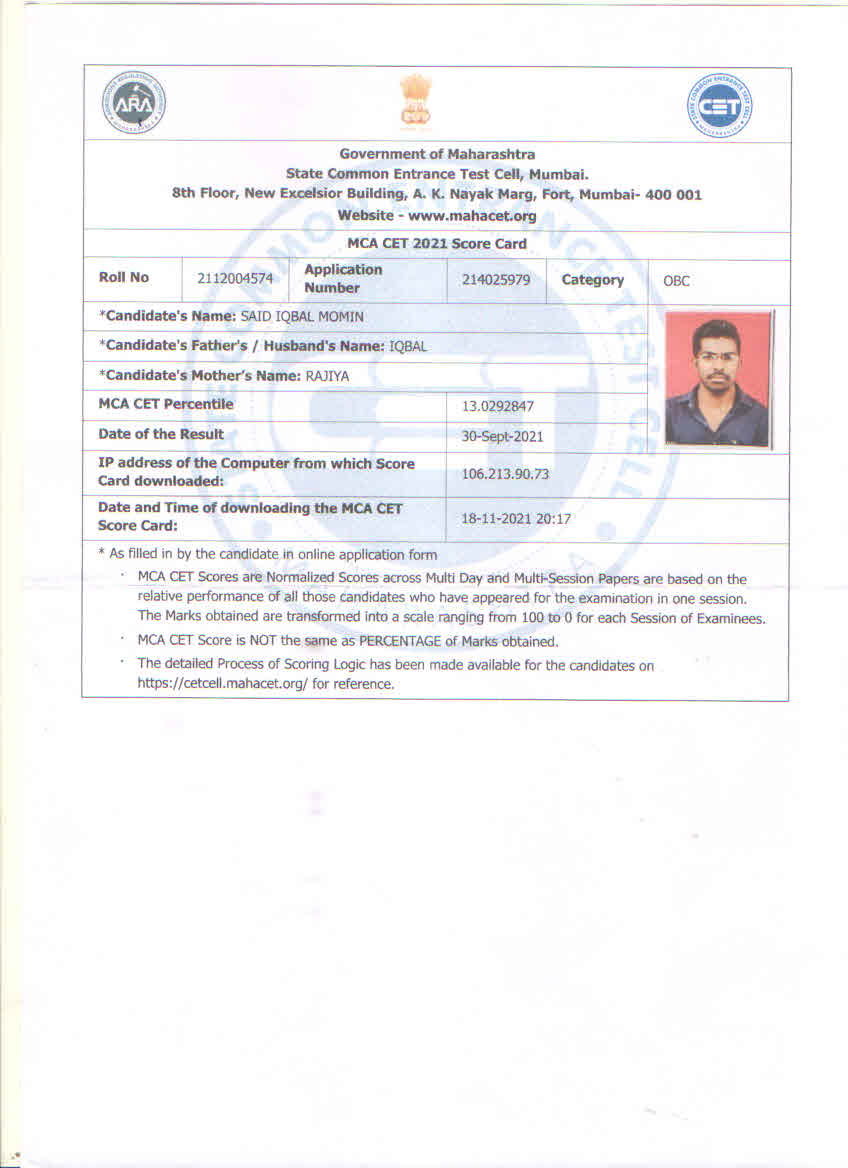 ARA
STATE COMMON ENTRANCE TEST CELL
CET
MAHARASHTRA
Government of Maharashtra
State Common Entrance Test Cell, Mumbai.
8th Floor, New Excelsior Building, A. K. Nayak Marg, Fort, Mumbai- 400 001
Website - www.mahacet.org
MCA CET 2021 Score Card
Roll No 2112004574 Application Number 214025979 Category OBC
*Candidate's Name: SAID IQBAL MOMIN
*Candidate's Father's / Husband's Name: IQBAL
*Candidate's Mother's Name: RAJIYA
MCA CET Percentile 13.0292847
Date of the Result 30-Sept-2021
IP address of the Computer from which Score
Card downloaded: 106.213.90.73
Date and Time of downloading the MCA CET
Score Card: 18-11-2021 20:17
* As filled in by the candidate in online application form
· MCA CET Scores are Normalized Scores across Multi Day and Multi-Session Papers are based on the
relative performance of all those candidates who have appeared for the examination in one session.
The Marks obtained are transformed into a scale ranging from 100 to 0 for each Session of Examinees.
· MCA CET Score is NOT the same as PERCENTAGE of Marks obtained.
· The detailed Process of Scoring Logic has been made available for the candidates on
https://cetcell.mahacet.org/ for reference.